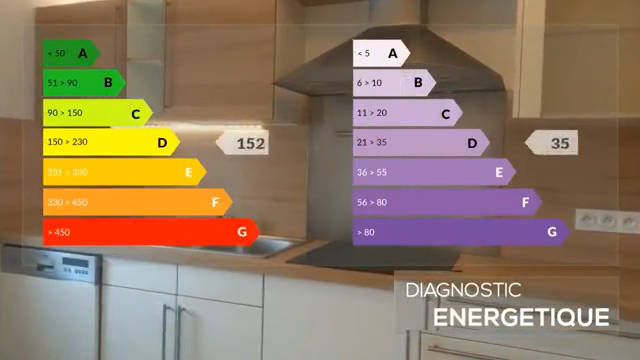 < 50 A
51 > 90 B
90 > 150 C
150 > 230 D
152
231 > 330 E
330 > 450 F
> 450 G
< 5 A
6 > 10 B
11 > 20 C
21 > 35 D
35
36 > 55 E
56 > 80 F
> 80 G
DIAGNOSTIC
ENERGETIQUE